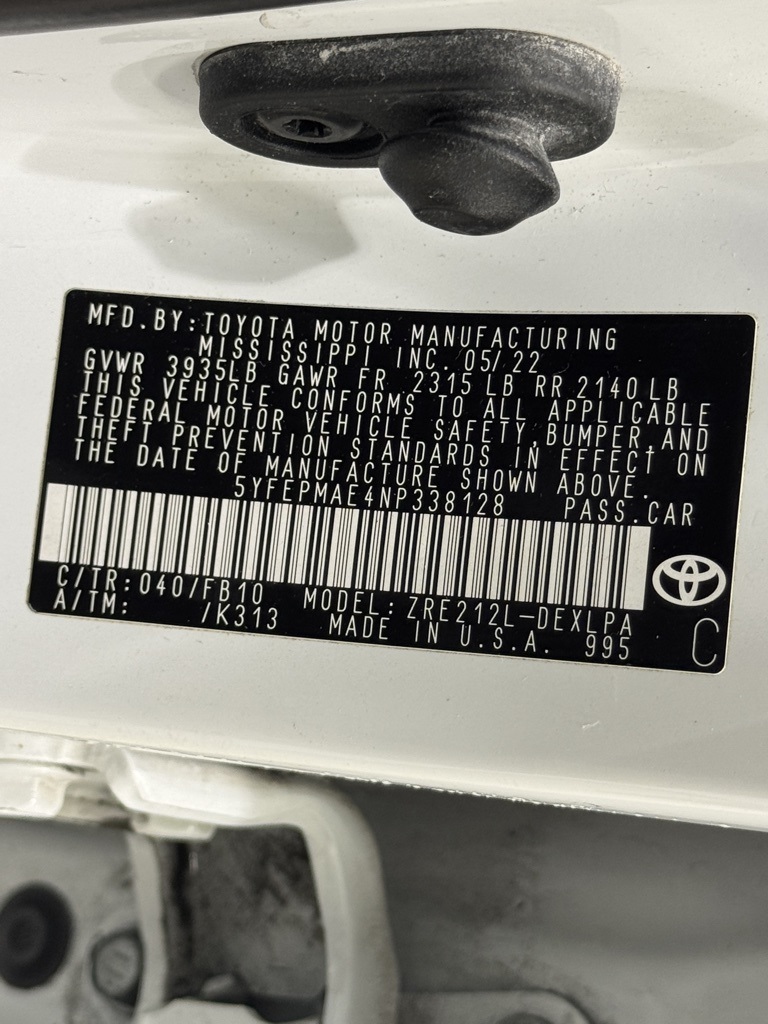 MFD.BY:TOYOTA MOTOR MANUFACTURING
MISSISSIPPI INC. 05/22
GVWR 3935LB GAWR FR 2315 LB RR 2140 LB
THIS VEHICLE CONFORMS TO ALL APPLICABLE
FEDERAL MOTOR VEHICLE SAFETY, BUMPER, AND
THEFT PREVENTION STANDARDS IN EFFECT ON
THE DATE OF MANUFACTURE SHOWN ABOVE.
5YFEPMAE4NP338128 PASS.CAR
C/TR: 040/FB10 MODEL: ZRE212L-DEXLPA
A/TM: /K313 MADE IN U.S.A. 995 C